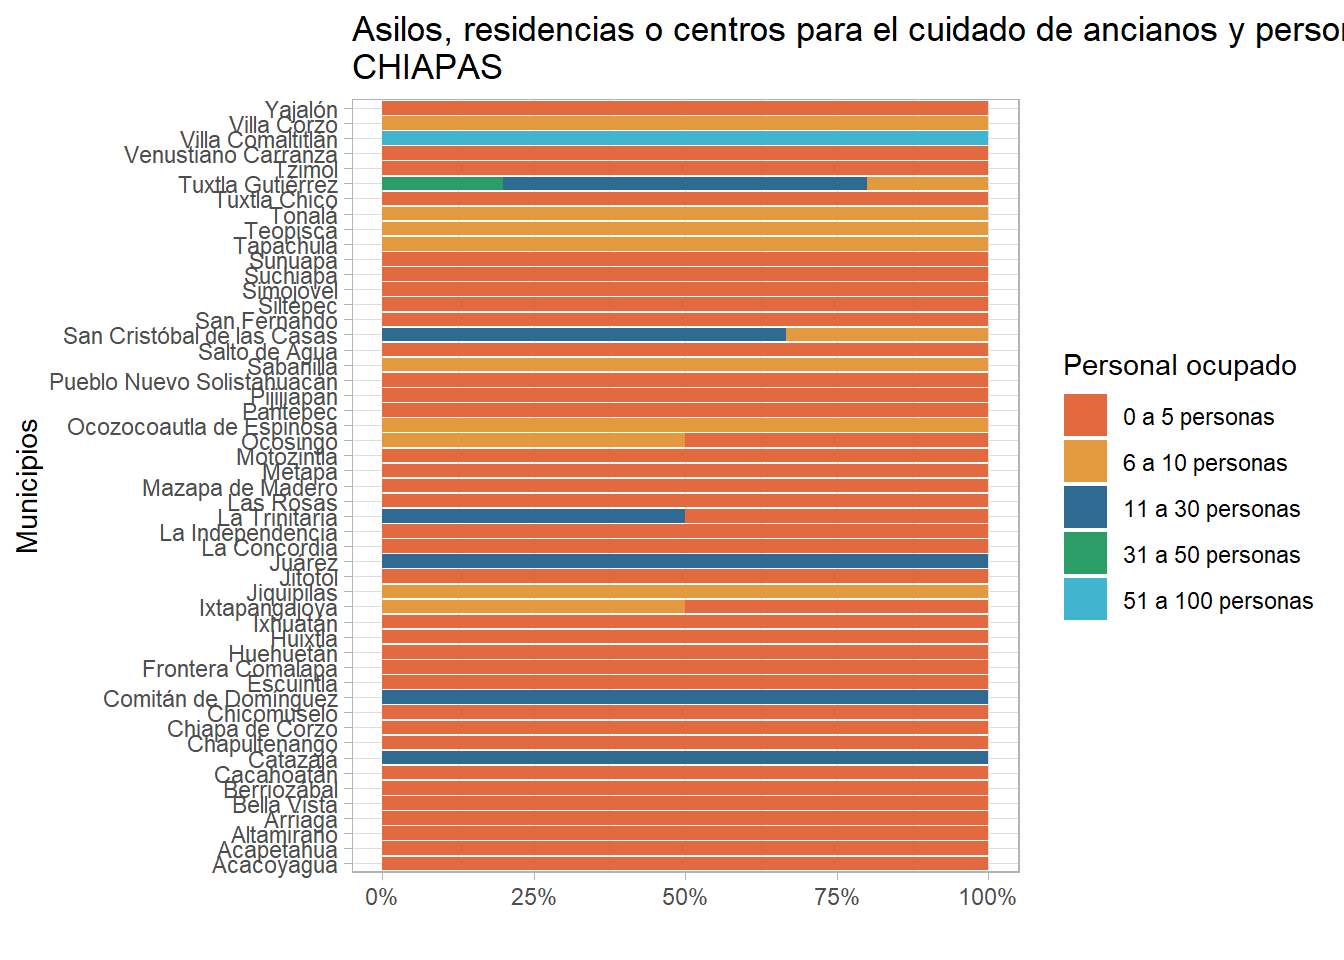 Asilos, residencias o centros para el cuidado de ancianos y
CHIAPAS
Yajalón
Villa Corzo
Villa Comaltitlán
Venustiano Carranza
Tzimol
Tuxtla Gutiérrez
Tuxtla Chico
Tonalá
Teopisca
Tapachula
Sunuapa
Suchiapa
Simojovel
Siltepec
San Fernando
San Cristóbal de las Casas
Salto de Agua
Sabanilla
Pueblo Nuevo Solistahuacán
Pijijiapan
Pantepec
Ocozocoautla de Espinosa
Ocosingo
Motozintla
Metapa
Mazapa de Madero
Las Rosas
La Trinitaria
La Independencia
La Concordia
Juárez
Jitotol
Jiquipilas
Ixtapangajoya
Ixhuatán
Huixtla
Huehuetán
Frontera Comalapa
Escuintla
Comitán de Domínguez
Chicomuselo
Chiapa de Corzo
Chapultenango
Catazajá
Cacahoatán
Berriozábal
Bella Vista
Arriaga
Altamirano
Acapetahua
Acacoyagua
Municipios
0% 25% 50% 75% 100%
Personal ocupado
0 a 5 personas
6 a 10 personas
11 a 30 personas
31 a 50 personas
51 a 100 personas